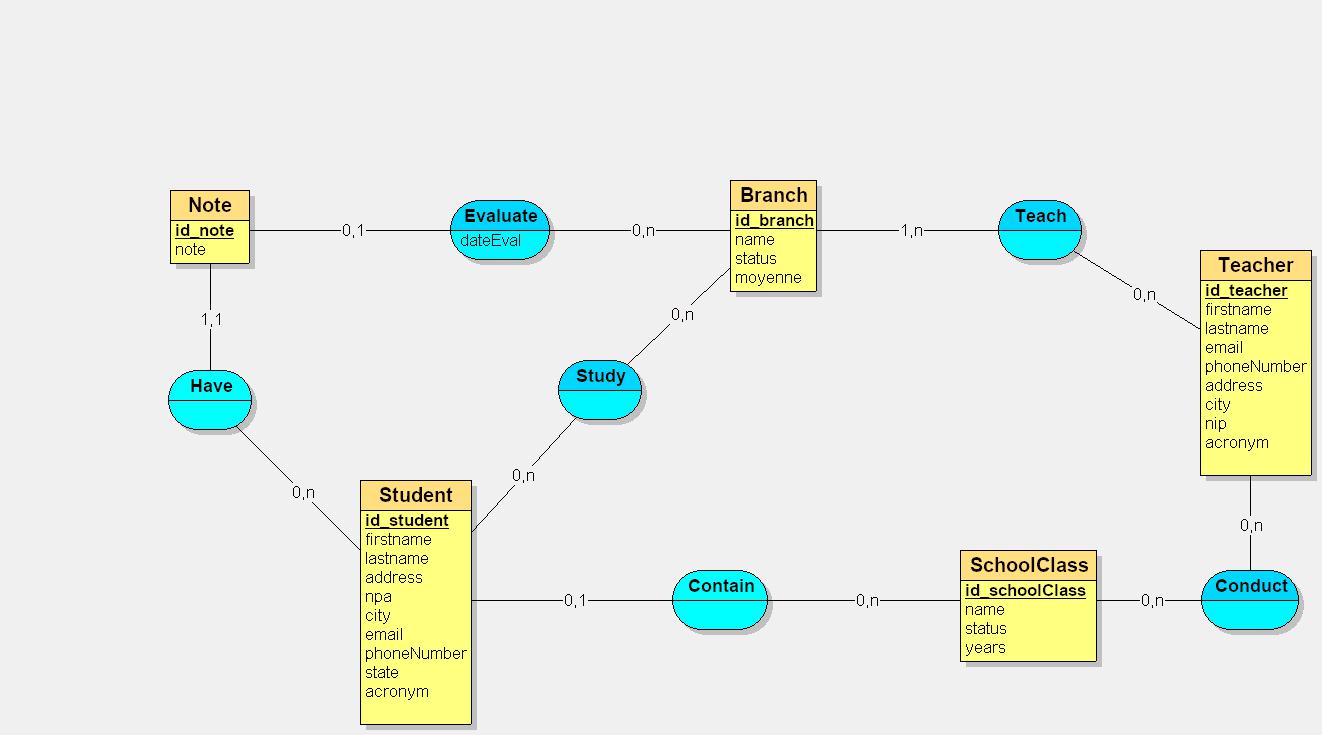 Note
id_note
note
0,1
Evaluate
dateEval
0,n
Branch
id_branch
name
status
moyenne
1,n
Teach
0,n
Teacher
id_teacher
firstname
lastname
email
phoneNumber
address
city
nip
acronym
1,1
Have
0,n
0,n
Study
0,n
Student
id_student
firstname
lastname
address
npa
city
email
phoneNumber
state
acronym
0,1
Contain
0,n
SchoolClass
id_schoolClass
name
status
years
0,n
Conduct
0,n